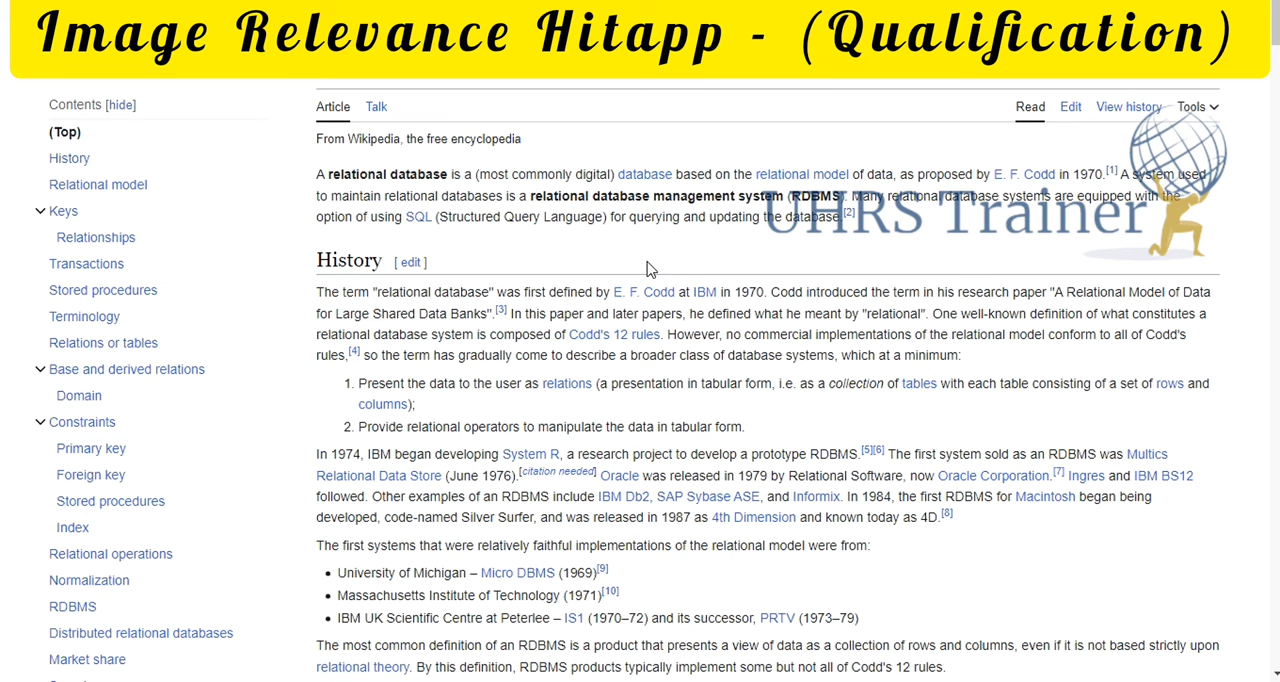 Image Relevance Hitapp - (Qualification)
Contents [hide]
(Top)
History
Relational model
Keys
Relationships
Transactions
Stored procedures
Terminology
Relations or tables
Base and derived relations
Domain
Constraints
Primary key
Foreign key
Stored procedures
Index
Relational operations
Normalization
RDBMS
Distributed relational databases
Market share
Article Talk Read Edit View history Tools
From Wikipedia, the free encyclopedia
A relational database is a (most commonly digital) database based on the relational model of data, as proposed by E. F. Codd in 1970.[1] A system used
to maintain relational databases is a relational database management system (RDBMS). Many relational database systems are equipped with the
option of using SQL (Structured Query Language) for querying and updating the database.[2]
UHRS Trainer
History [ edit ]
The term "relational database" was first defined by E. F. Codd at IBM in 1970. Codd introduced the term in his research paper "A Relational Model of Data
for Large Shared Data Banks".[3] In this paper and later papers, he defined what he meant by "relational". One well-known definition of what constitutes a
relational database system is composed of Codd's 12 rules. However, no commercial implementations of the relational model conform to all of Codd's
rules,[4] so the term has gradually come to describe a broader class of database systems, which at a minimum:
1. Present the data to the user as relations (a presentation in tabular form, i.e. as a collection of tables with each table consisting of a set of rows and
columns);
2. Provide relational operators to manipulate the data in tabular form.
In 1974, IBM began developing System R, a research project to develop a prototype RDBMS.[5][6] The first system sold as an RDBMS was Multics
Relational Data Store (June 1976).[citation needed] Oracle was released in 1979 by Relational Software, now Oracle Corporation.[7] Ingres and IBM BS12
followed. Other examples of an RDBMS include IBM Db2, SAP Sybase ASE, and Informix. In 1984, the first RDBMS for Macintosh began being
developed, code-named Silver Surfer, and was released in 1987 as 4th Dimension and known today as 4D.[8]
The first systems that were relatively faithful implementations of the relational model were from:
• University of Michigan – Micro DBMS (1969)[9]
• Massachusetts Institute of Technology (1971)[10]
• IBM UK Scientific Centre at Peterlee – IS1 (1970–72) and its successor, PRTV (1973–79)
The most common definition of an RDBMS is a product that presents a view of data as a collection of rows and columns, even if it is not based strictly upon
relational theory. By this definition, RDBMS products typically implement some but not all of Codd's 12 rules.